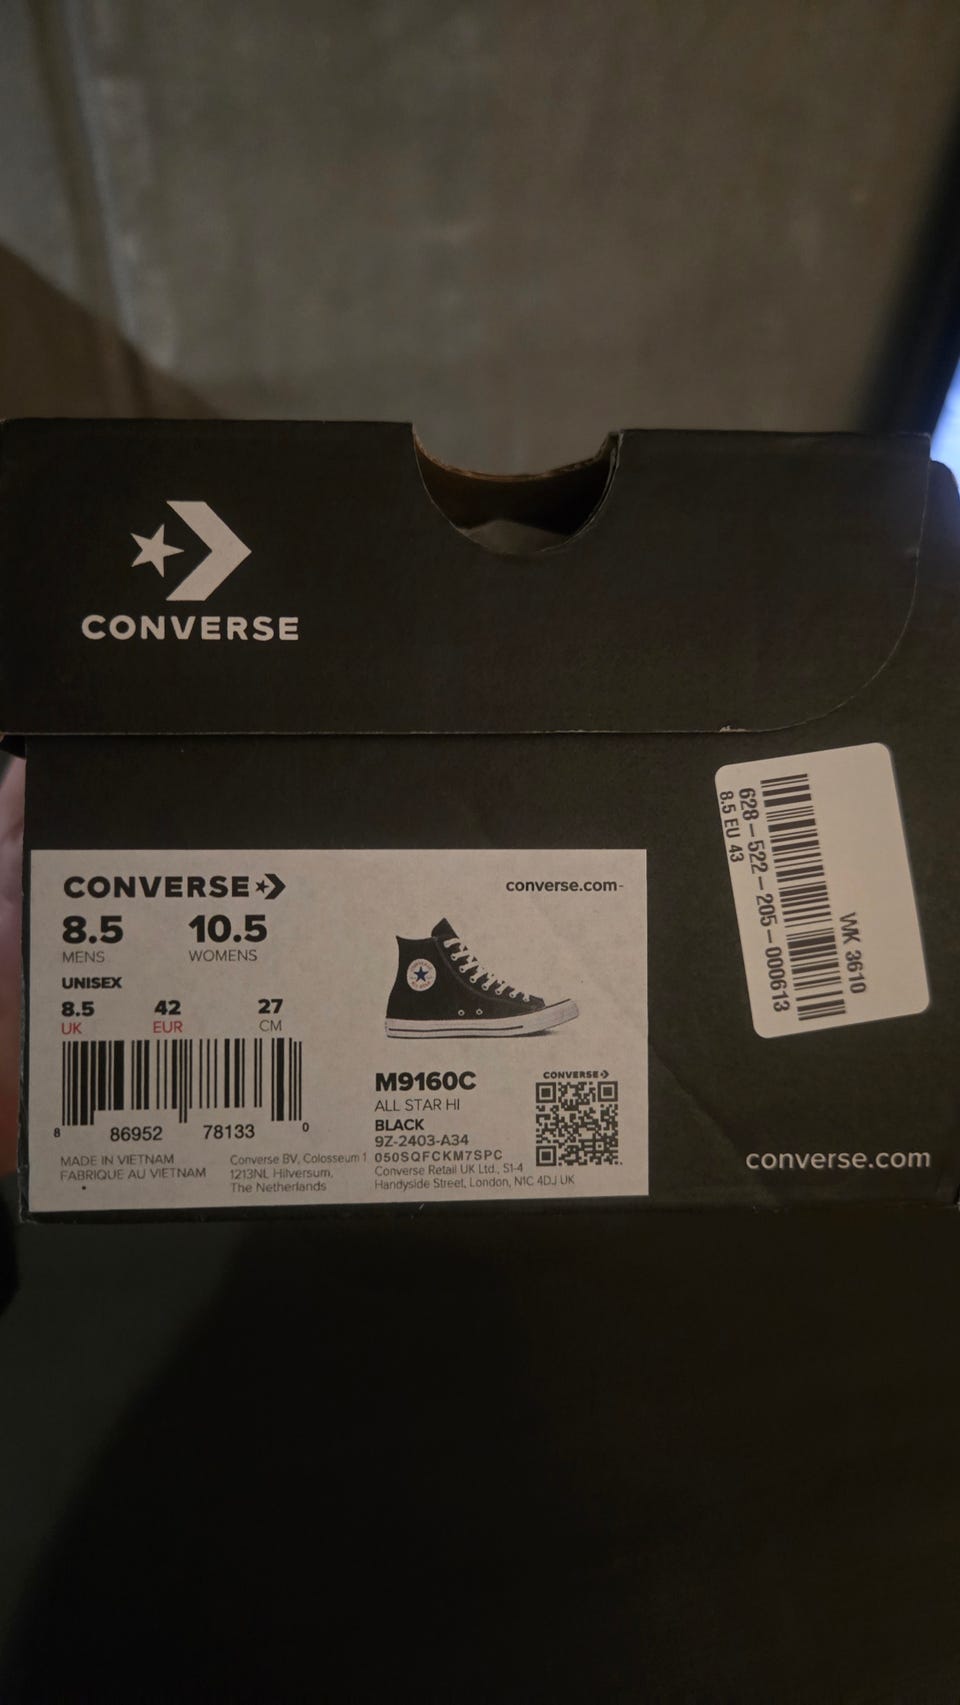 CONVERSE
CONVERSE
converse.com
8.5 10.5
MENS WOMENS
UNISEX
8.5 42 27
UK EUR CM
8 86952 78133 0
MADE IN VIETNAM
FABRIQUE AU VIETNAM
Converse BV, Colosseum 1
1213NL Hilversum,
The Netherlands
M9160C
ALL STAR HI
BLACK
9Z-2403-A34
050SQFCKM7SPC
Converse Retail UK Ltd., S1-4
Handyside Street, London, N1C 4DJ UK
CONVERSE
WK 3610
628-522-205-000613
8.5 EU 43
converse.com